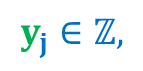 yⱼ ∈ ℤ,